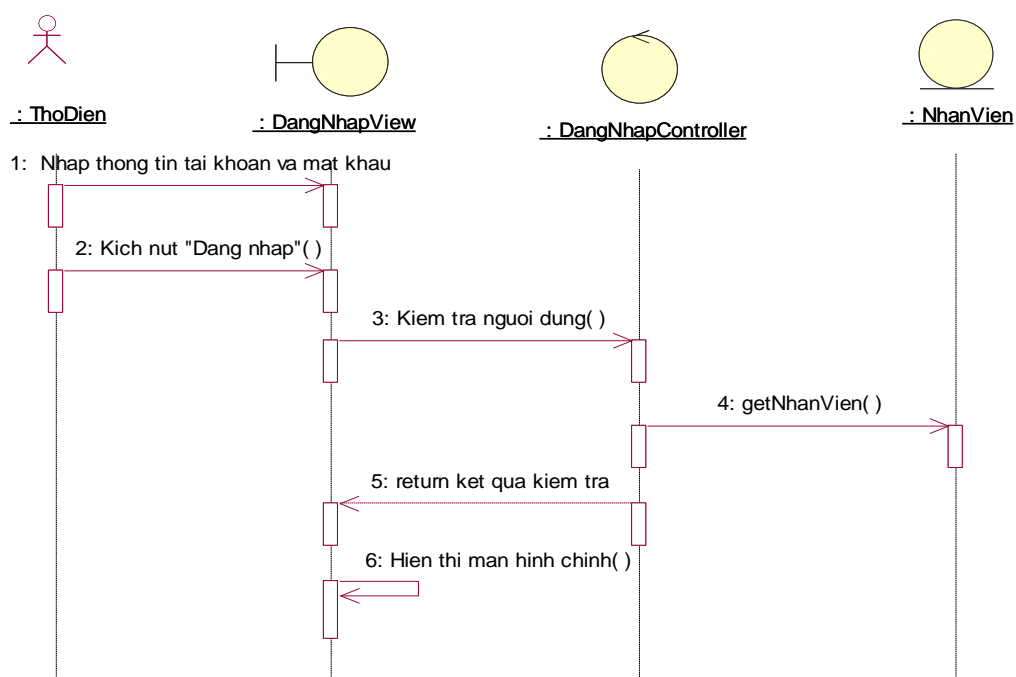 : ThoDien
: DangNhapView
: DangNhapController
: NhanVien
1: Nhap thong tin tai khoan va mat khau
2: Kich nut "Dang nhap"( )
3: Kiem tra nguoi dung( )
4: getNhanVien( )
5: return ket qua kiem tra
6: Hien thi man hinh chinh( )